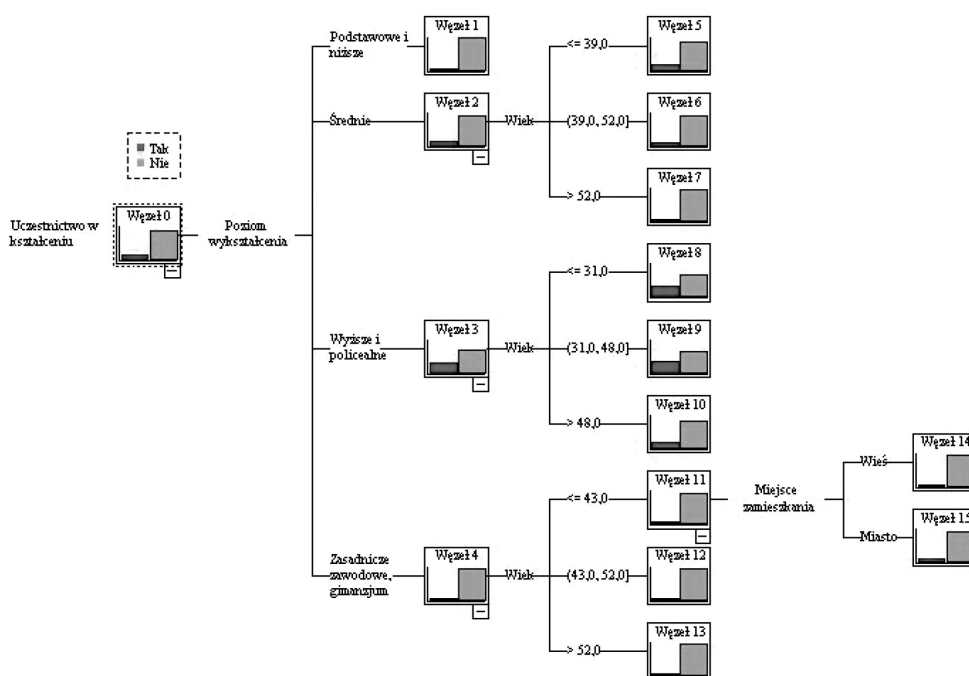 Węzeł 1
Węzeł 5
Podstawowe i
niższe
<= 39,0
Węzeł 2
Węzeł 6
Średnie
Wiek
(39,0, 52,0]
Tak
Nie
Węzeł 7
> 52,0
Węzeł 0
Uczestnictwo w
kształceniu
Poziom
wykształcenia
Węzeł 8
<= 31,0
Węzeł 3
Węzeł 9
Wyższe i
policealne
Wiek
(31,0, 48,0]
Węzeł 10
> 48,0
Węzeł 14
Wieś
Węzeł 11
<= 43,0
Miejsce
zamieszkania
Węzeł 15
Miasto
Węzeł 4
Węzeł 12
Zasadnicze
zawodowe,
gimanzjum
Wiek
(43,0, 52,0]
Węzeł 13
> 52,0